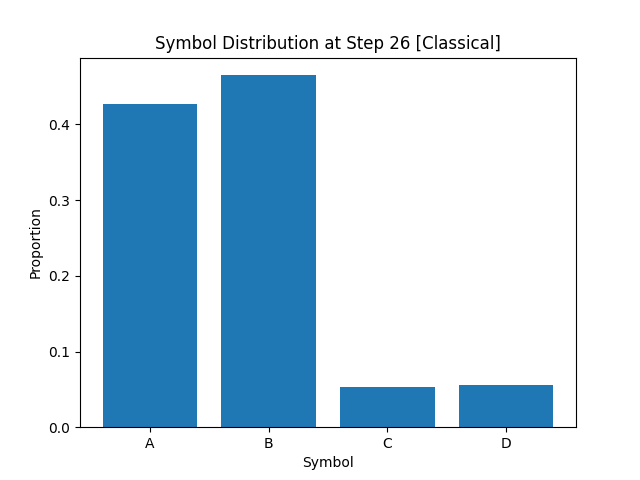 Symbol Distribution at Step 26 [Classical]
Proportion
0.4
0.3
0.2
0.1
0.0
A B C D
Symbol